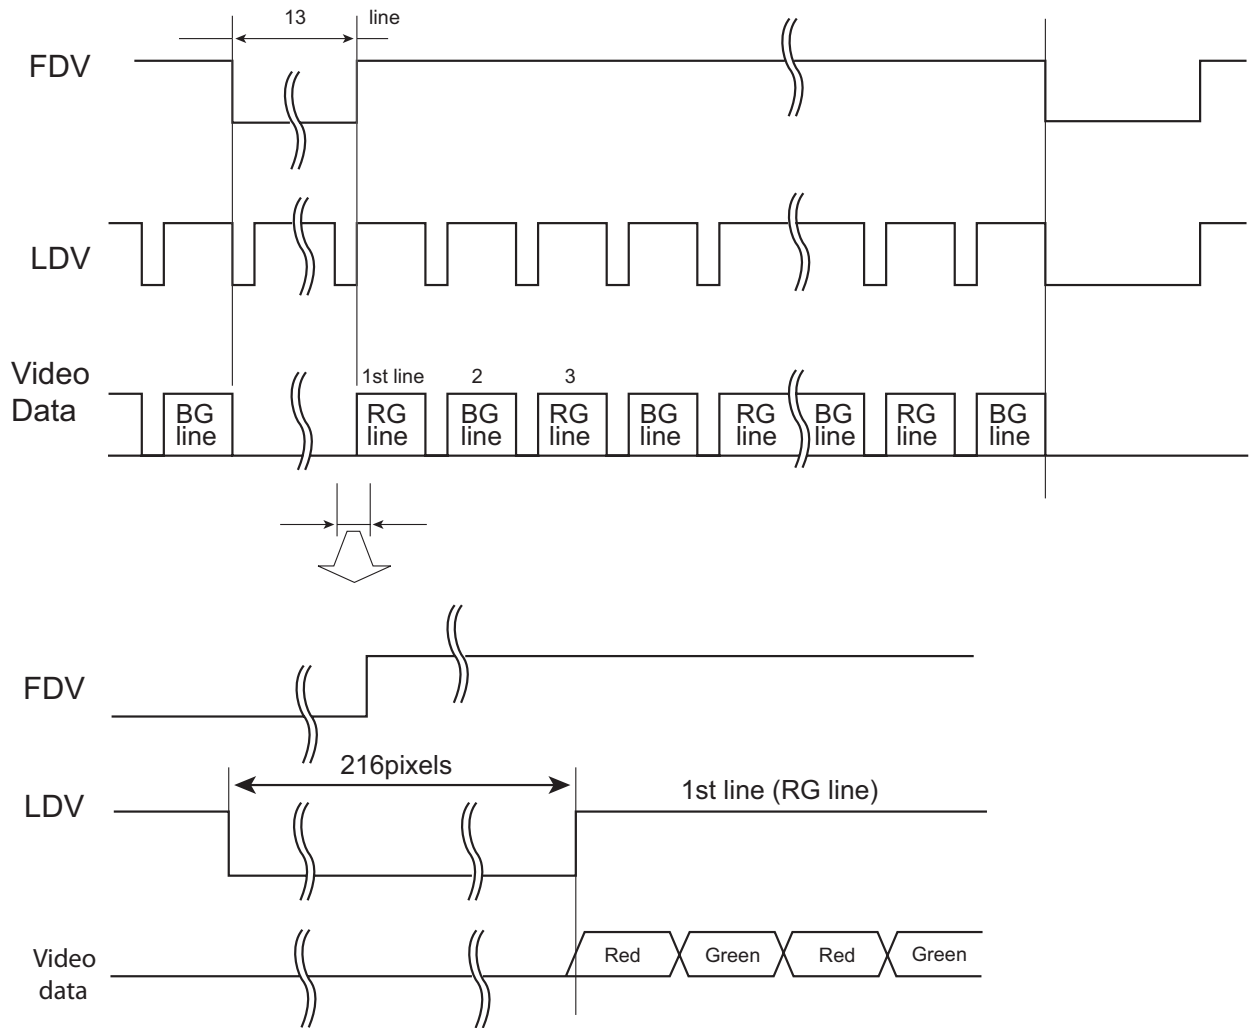 13 line
FDV
LDV
Video
Data
1st line 2 3
BG
line
RG
line
BG
line
RG
line
BG
line
RG
line
BG
line
RG
line
BG
line
FDV
216pixels
LDV
1st line (RG line)
Video
data
Red Green Red Green